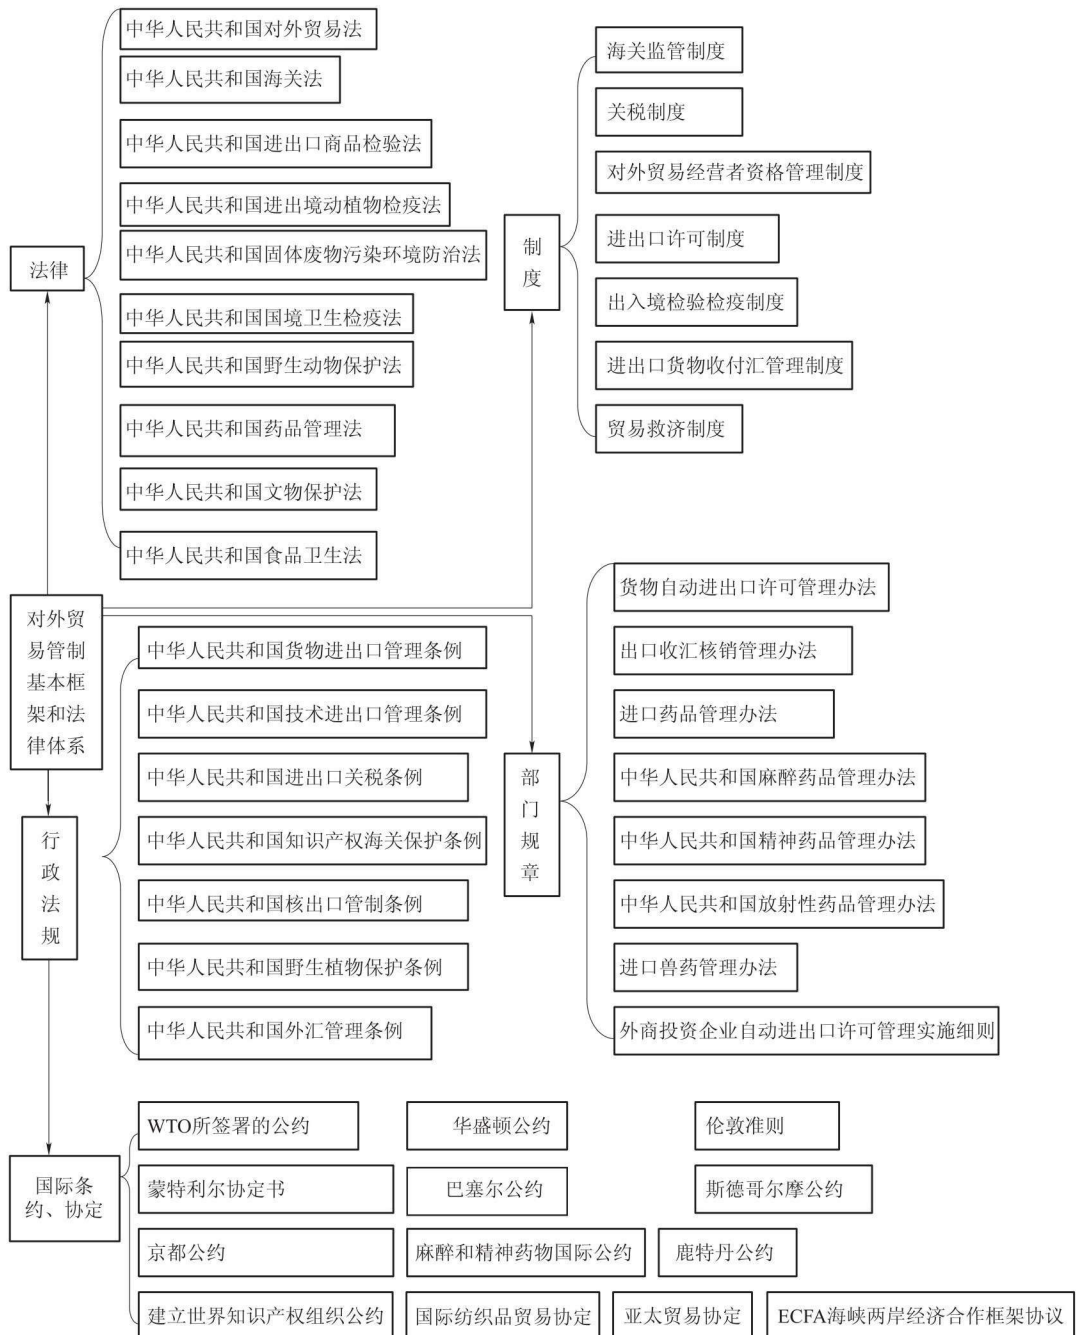 法律
中华人民共和国对外贸易法
中华人民共和国海关法
中华人民共和国进出口商品检验法
中华人民共和国进出境动植物检疫法
中华人民共和国固体废物污染环境防治法
中华人民共和国国境卫生检疫法
中华人民共和国野生动物保护法
中华人民共和国药品管理法
中华人民共和国文物保护法
中华人民共和国食品卫生法
制
度
海关监管制度
关税制度
对外贸易经营者资格管理制度
进出口许可制度
出入境检验检疫制度
进出口货物收付汇管理制度
贸易救济制度
对外贸
易管制
基本框
架和法
律体系
行
政
法
规
中华人民共和国货物进出口管理条例
中华人民共和国技术进出口管理条例
中华人民共和国进出口关税条例
中华人民共和国知识产权海关保护条例
中华人民共和国核出口管制条例
中华人民共和国野生植物保护条例
中华人民共和国外汇管理条例
部
门
规
章
货物自动进出口许可管理办法
出口收汇核销管理办法
进口药品管理办法
中华人民共和国麻醉药品管理办法
中华人民共和国精神药品管理办法
中华人民共和国放射性药品管理办法
进口兽药管理办法
外商投资企业自动进出口许可管理实施细则
国际条
约、协定
WTO所签署的公约
华盛顿公约
伦敦准则
蒙特利尔协定书
巴塞尔公约
斯德哥尔摩公约
京都公约
麻醉和精神药物国际公约
鹿特丹公约
建立世界知识产权组织公约
国际纺织品贸易协定
亚太贸易协定
ECFA海峡两岸经济合作框架协议